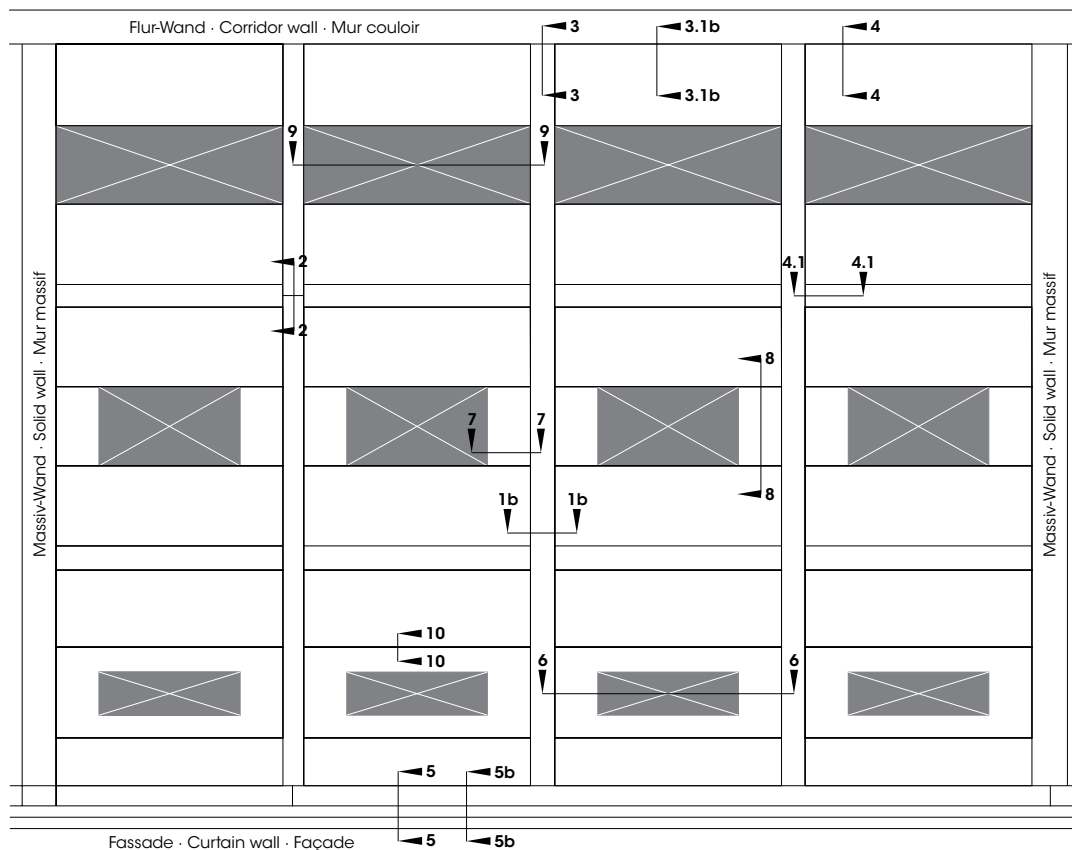 Flur-Wand · Corridor wall · Mur couloir
3
3.1b
4
3
3.1b
4
9
9
2
4.1
4.1
2
Massiv-Wand · Solid wall · Mur massif
Massiv-Wand · Solid wall · Mur massif
8
7
7
8
1b
1b
10
10
6
6
5
5b
5
5b
Fassade · Curtain wall · Façade